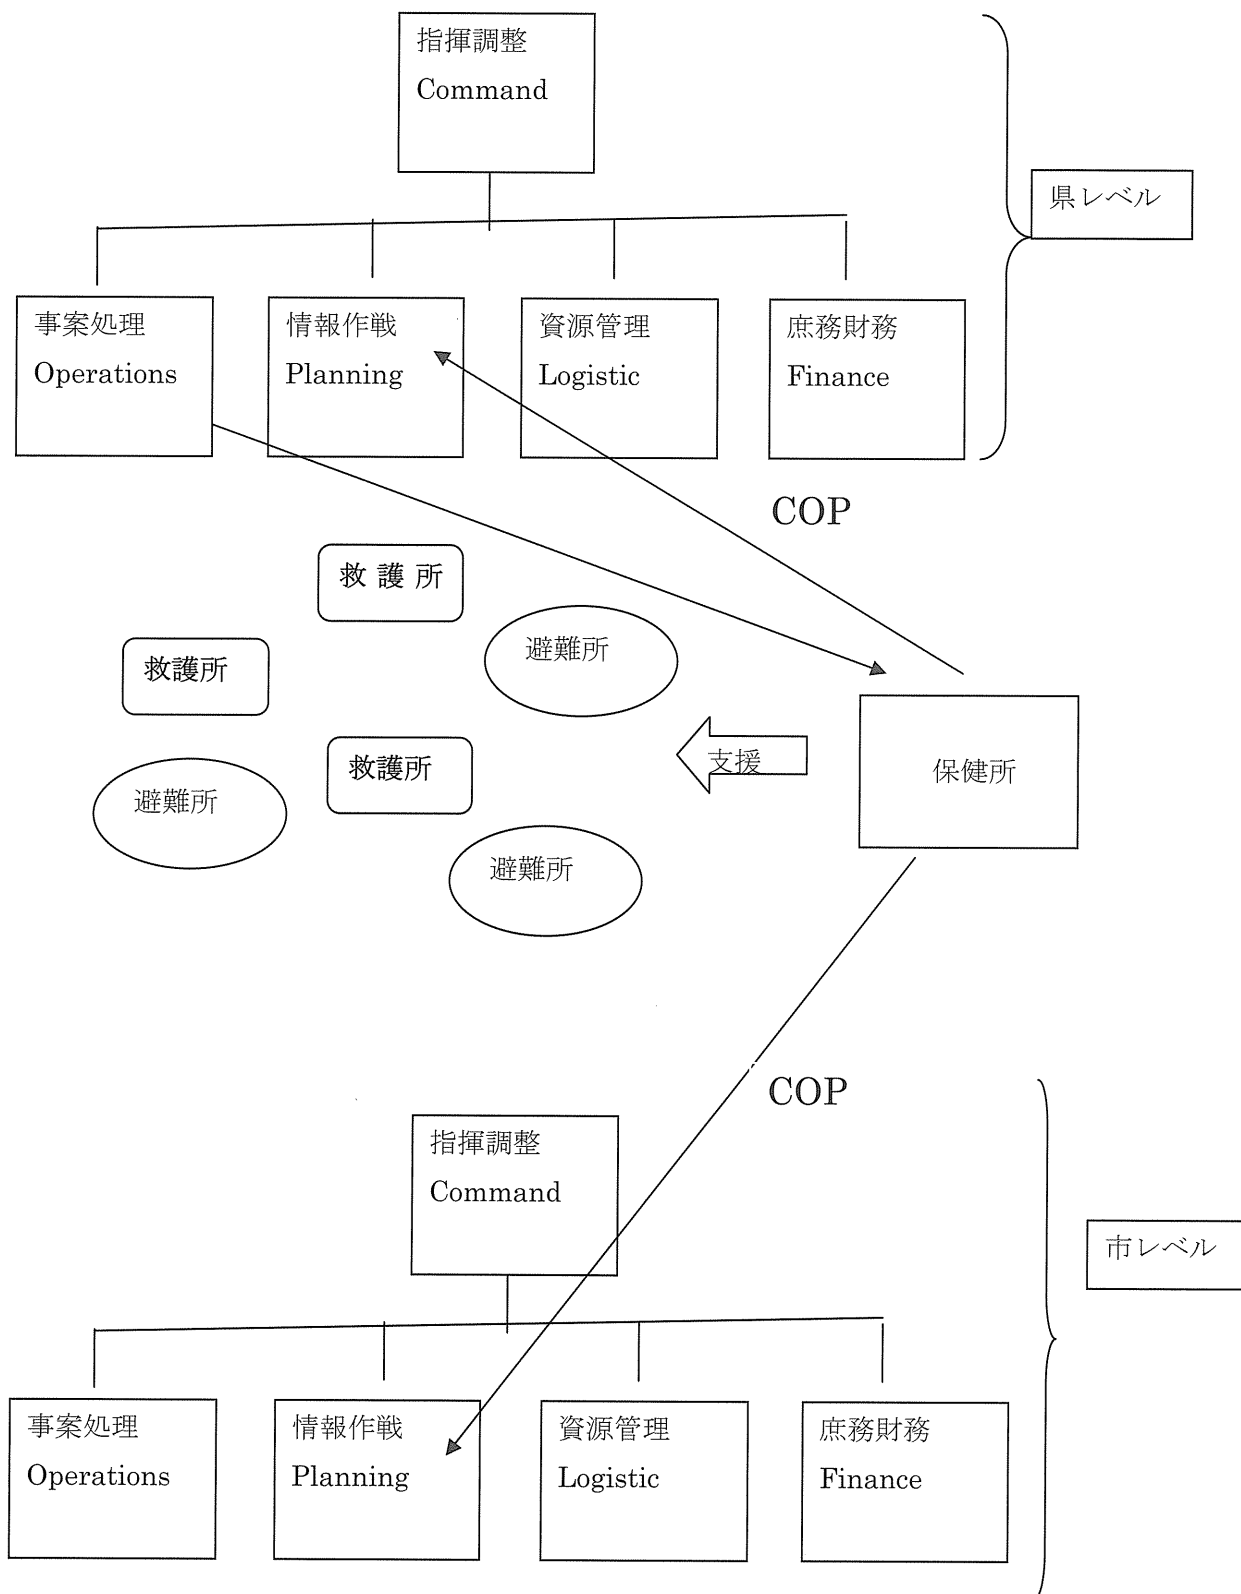 指揮調整
Command
県レベル
事案処理
Operations
情報作戦
Planning
資源管理
Logistic
庶務財務
Finance
COP
救 護 所
避難所
救護所
救護所
避難所
避難所
支援
保健所
COP
指揮調整
Command
市レベル
事案処理
Operations
情報作戦
Planning
資源管理
Logistic
庶務財務
Finance